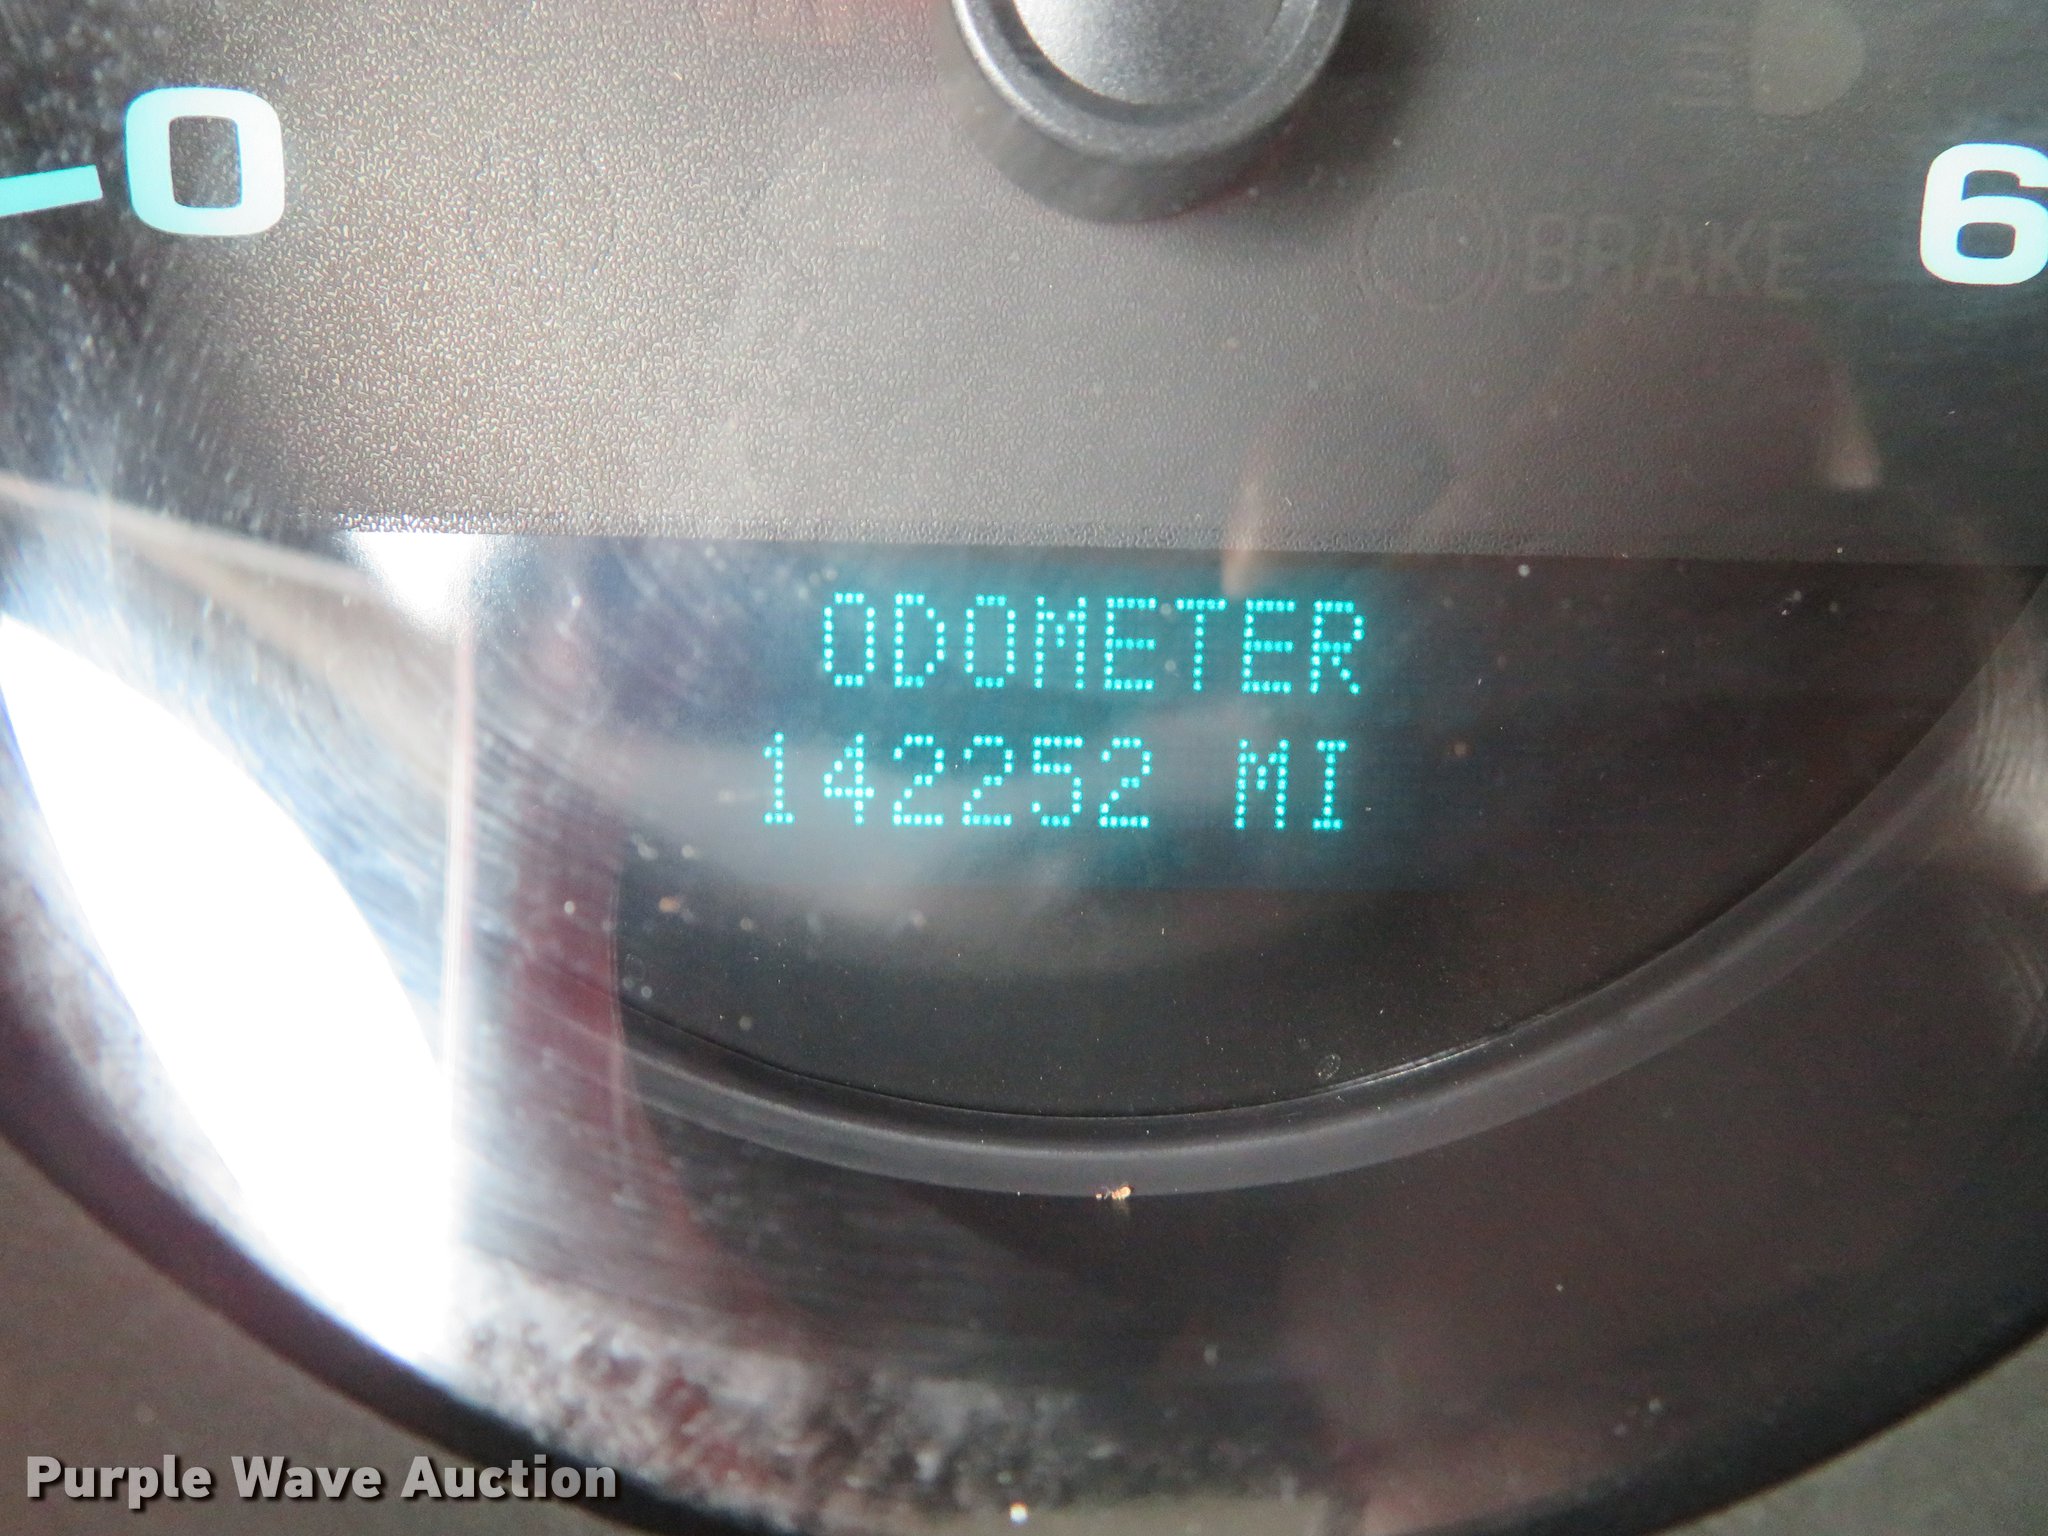 0
6
BRAKE
ODOMETER
142252 MI
Purple Wave Auction